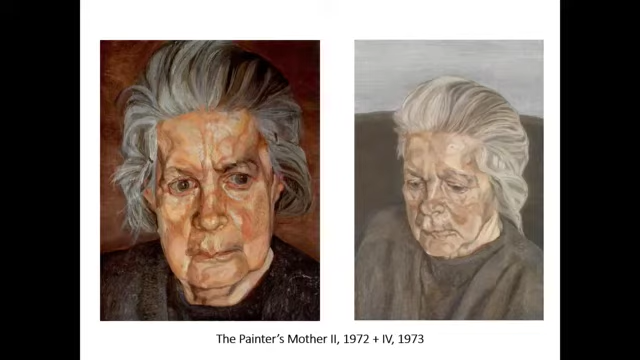 The Painter's Mother II, 1972 + IV, 1973